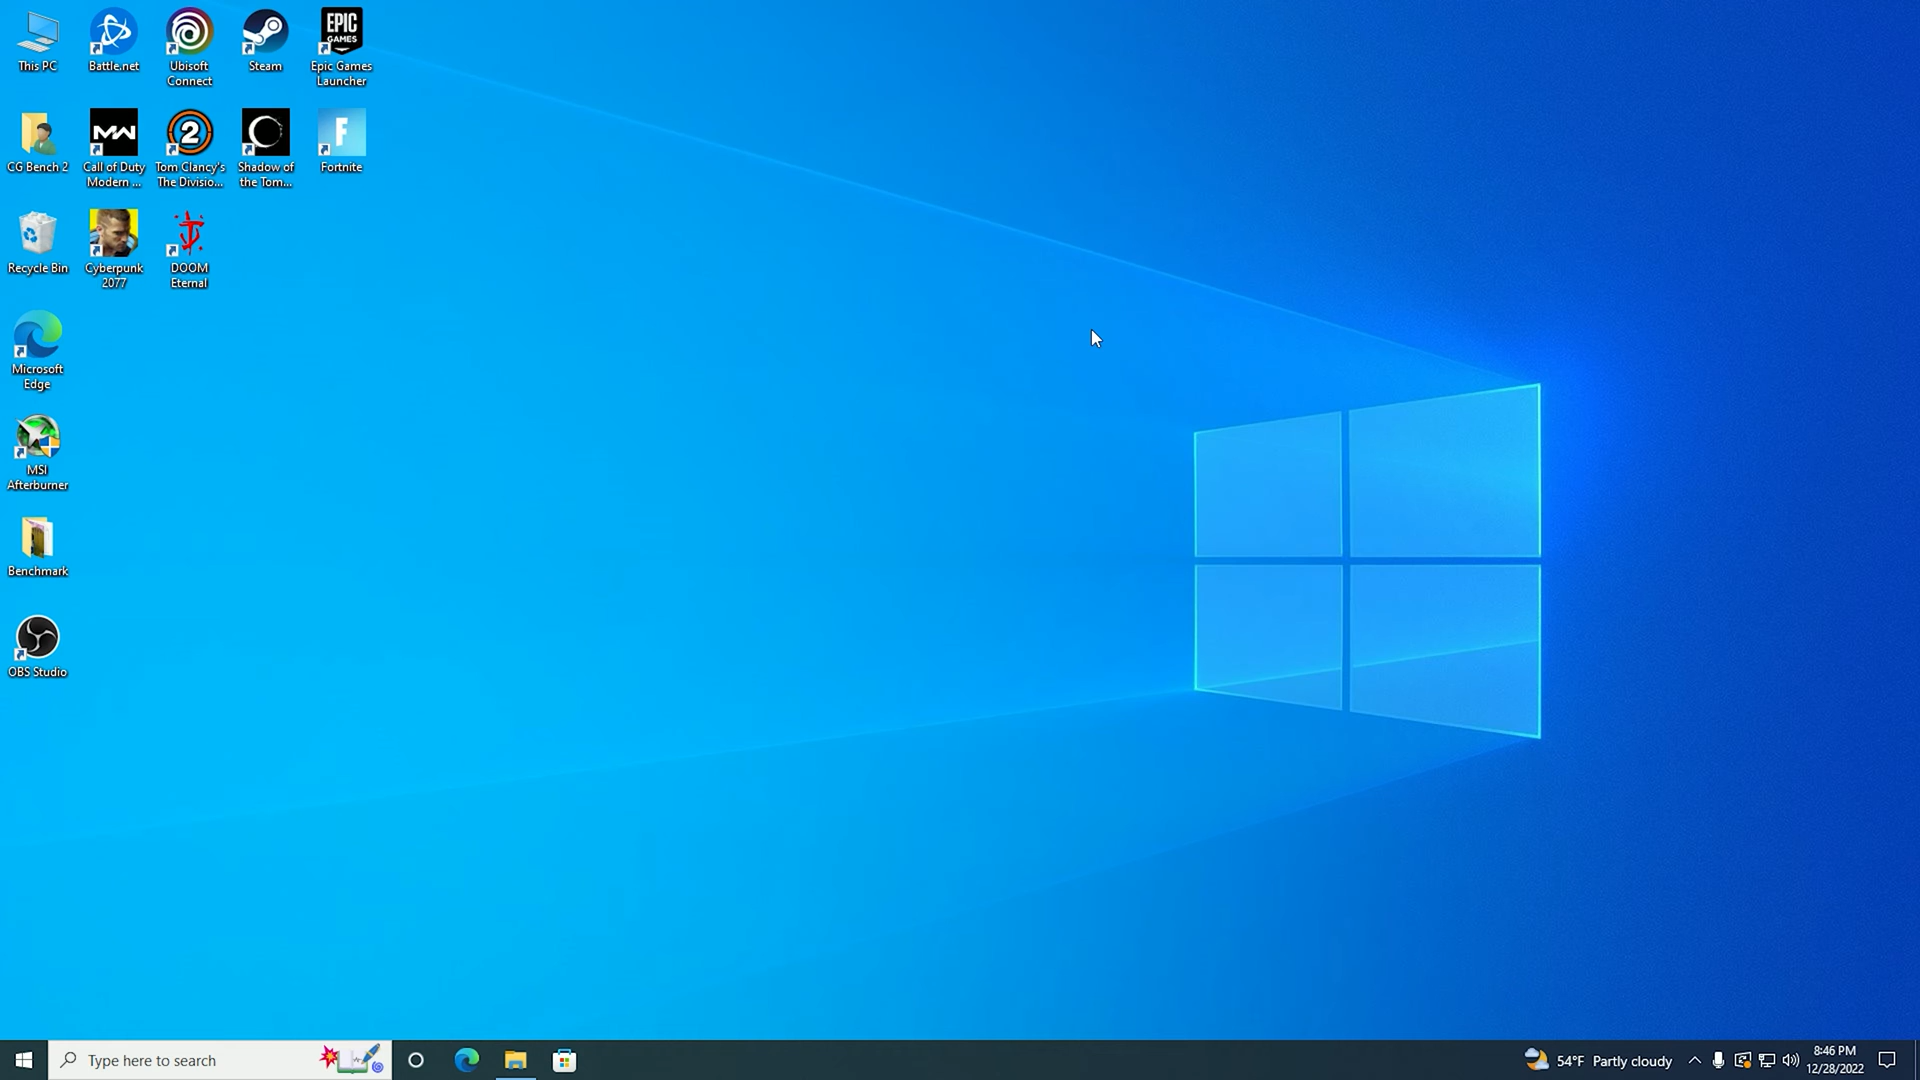 This PC
Battle.net
Ubisoft
Connect
Steam
EPIC
GAMES
Epic Games
Launcher
CG Bench 2
MW
Call of Duty
Modern ...
2
Tom Clancy's
The Divisio...
Shadow of
the Tom...
F
Fortnite
Recycle Bin
Cyberpunk
2077
DOOM
Eternal
Microsoft
Edge
MSI
Afterburner
Benchmark
OBS Studio
Type here to search
54°F Partly cloudy
8:46 PM
12/28/2022